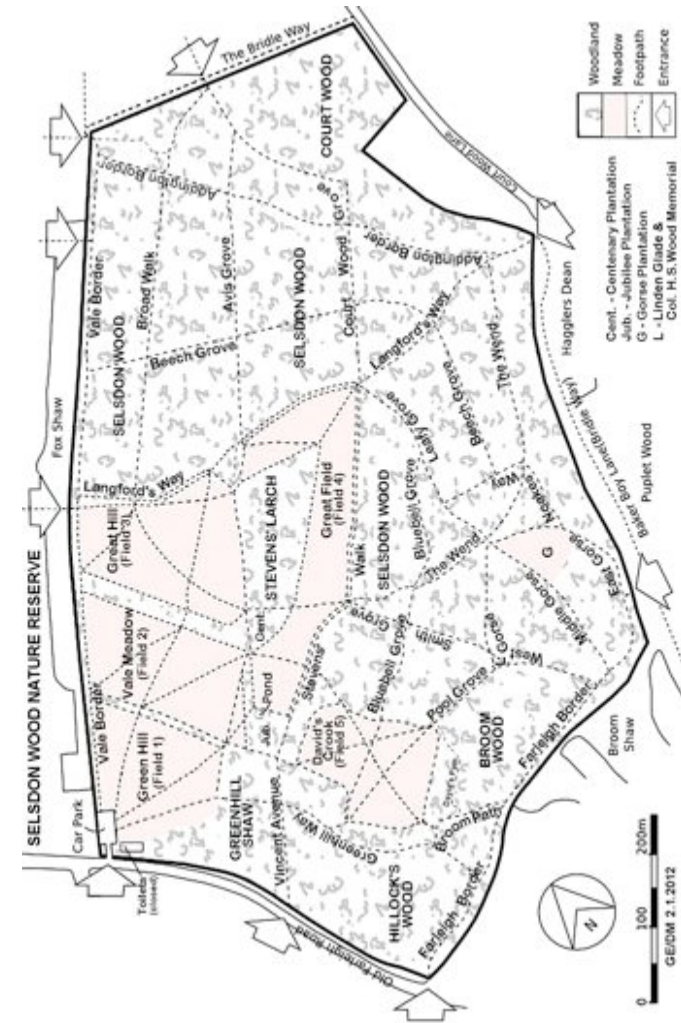 SELSDON WOOD NATURE RESERVE
Fox Shaw
Car Park
Toilets
(closed)
The Bridle Way
Court Wood Lane
Old Farleigh Road
Vale Border
Vale Border
Green Hill
(Field 1)
Vale Meadow
(Field 2)
Great Hill
(Field 3)
Langford's Way
SELSDON WOOD
Broad Walk
Addington Border
Avis Grove
Beech Grove
COURT WOOD
GREENHILL
SHAW
Jub.
Pond
Cent.
STEVENS' LARCH
Great Field
(Field 4)
SELSDON WOOD
Court Wood Grove
Addington Border
Vincent Avenue
David's
Crook
(Field 5)
Stevens'
Walk
Langford's Way
Greenhill Way
Bluebell Grove
Smith
Grove
SELSDON WOOD
Bluebell Grove
Leafy Grove
Beech Grove
The Wend
The Wend
HILLOCK'S
WOOD
Broom Path
BROOM
WOOD
Pool Grove
L
West Gorse
Noakes
Way
G
Middle Gorse
East Gorse
Farleigh Border
Farleigh Border
Broom
Shaw
Hagglers Dean
Baker Boy Lane(Bridle Way)
Puplet Wood
0
100
200m
GE/DM 2.1.2012
N
Cent. - Centenary Plantation
Jub. - Jubilee Plantation
G - Gorse Plantation
L - Linden Glade &
Col. H.S. Wood Memorial
Woodland
Meadow
Footpath
Entrance